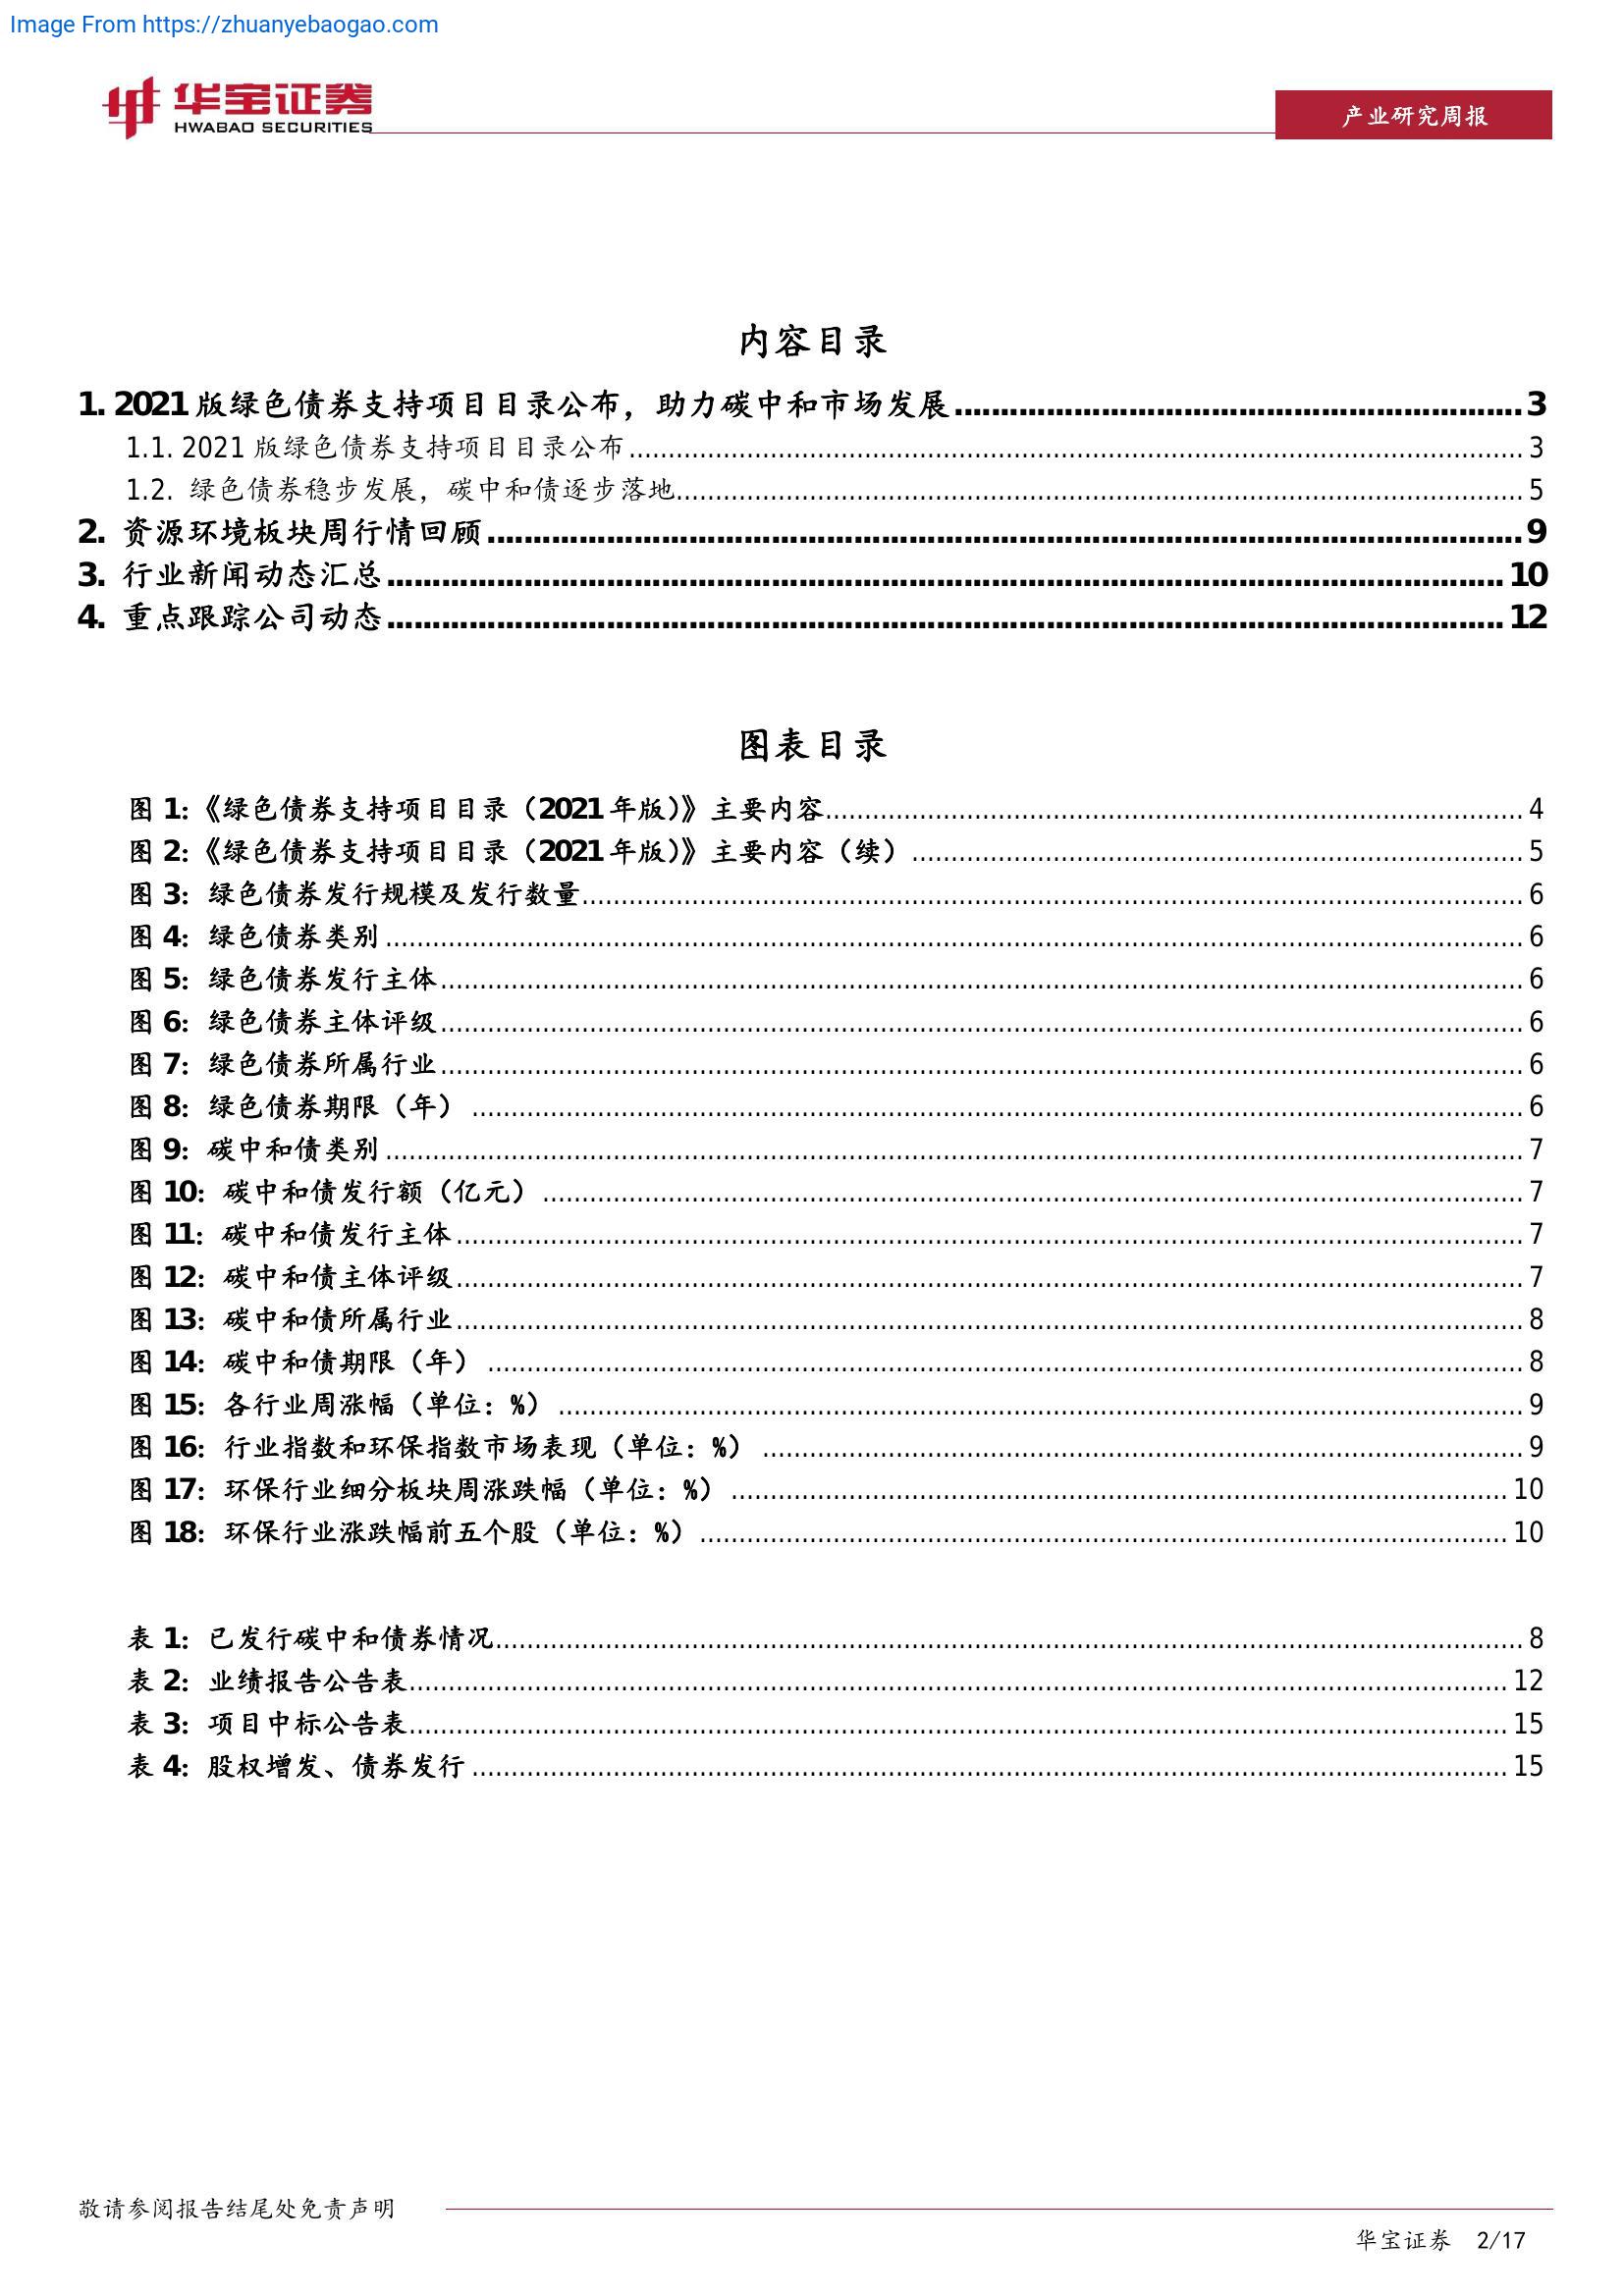 Image From https://zhuanyebaogao.com
华宝证券
HWABAO SECURITIES
产业研究周报
内容目录
1. 2021 版绿色债券支持项目目录公布，助力碳中和市场发展 3
1.1. 2021 版绿色债券支持项目目录公布 3
1.2. 绿色债券稳步发展，碳中和债逐步落地 5
2. 资源环境板块周行情回顾 9
3. 行业新闻动态汇总 10
4. 重点跟踪公司动态 12
图表目录
图 1:《绿色债券支持项目目录（2021 年版）》主要内容 4
图 2:《绿色债券支持项目目录（2021 年版）》主要内容（续） 5
图 3: 绿色债券发行规模及发行数量 6
图 4: 绿色债券类别 6
图 5: 绿色债券发行主体 6
图 6: 绿色债券主体评级 6
图 7: 绿色债券所属行业 6
图 8: 绿色债券期限（年） 6
图 9: 碳中和债类别 7
图 10: 碳中和债发行额（亿元） 7
图 11: 碳中和债发行主体 7
图 12: 碳中和债主体评级 7
图 13: 碳中和债所属行业 8
图 14: 碳中和债期限（年） 8
图 15: 各行业周涨幅（单位：%） 9
图 16: 行业指数和环保指数市场表现（单位：%） 9
图 17: 环保行业细分板块周涨跌幅（单位：%） 10
图 18: 环保行业涨跌幅前五个股（单位：%） 10
表 1: 已发行碳中和债券情况 8
表 2: 业绩报告公告表 12
表 3: 项目中标公告表 15
表 4: 股权增发、债券发行 15
敬请参阅报告结尾处免责声明
华宝证券 2/17